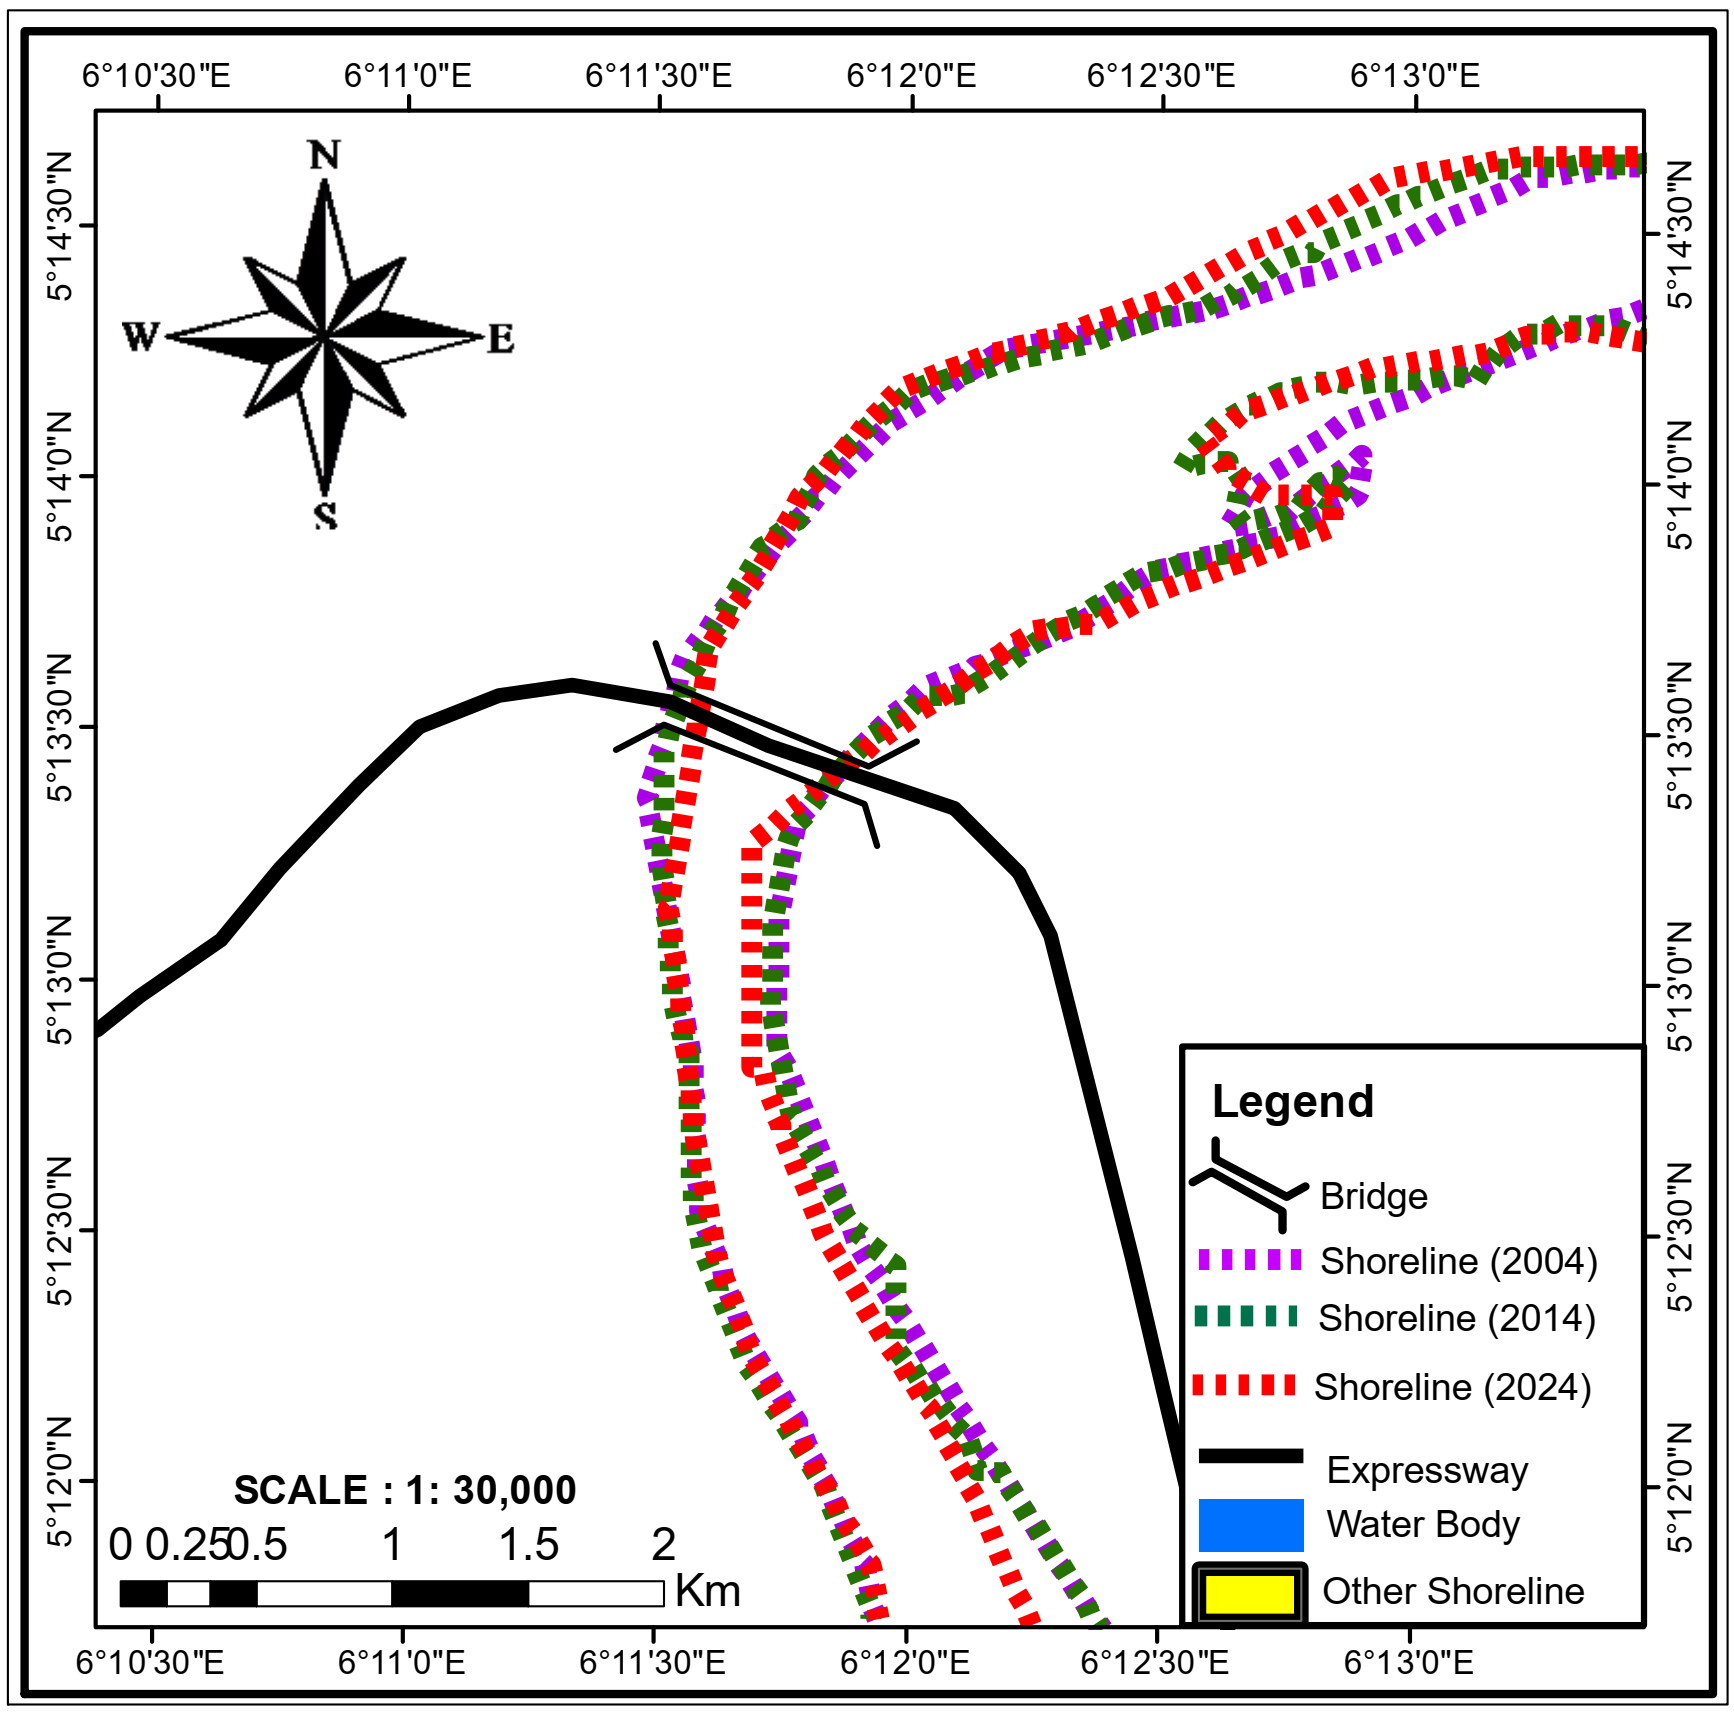 6°10'30"E 6°11'0"E 6°11'30"E 6°12'0"E 6°12'30"E 6°13'0"E
N
W E
S
5°14'30"N
5°14'0"N
5°13'30"N
5°13'0"N
5°12'30"N
5°12'0"N
5°14'30"N
5°14'0"N
5°13'30"N
5°13'0"N
5°12'30"N
5°12'0"N
Legend
Bridge
Shoreline (2004)
Shoreline (2014)
Shoreline (2024)
Expressway
Water Body
Other Shoreline
SCALE : 1: 30,000
0 0.25 0.5 1 1.5 2
Km
6°10'30"E 6°11'0"E 6°11'30"E 6°12'0"E 6°12'30"E 6°13'0"E